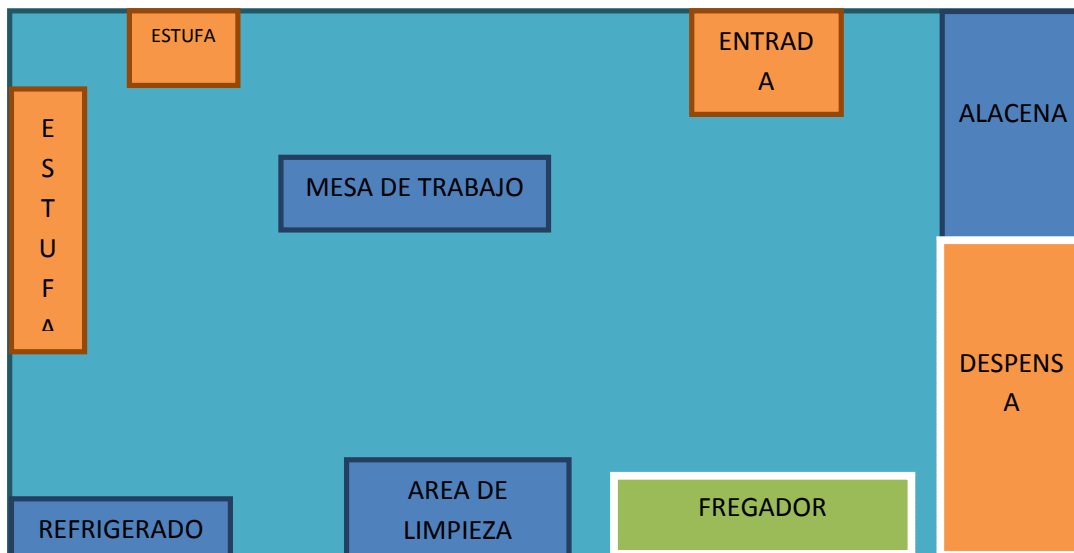 ESTUFA
ENTRAD
A
ALACENA
E
S
T
U
F
A
MESA DE TRABAJO
DESPENS
A
AREA DE
LIMPIEZA
FREGADOR
REFRIGERADO